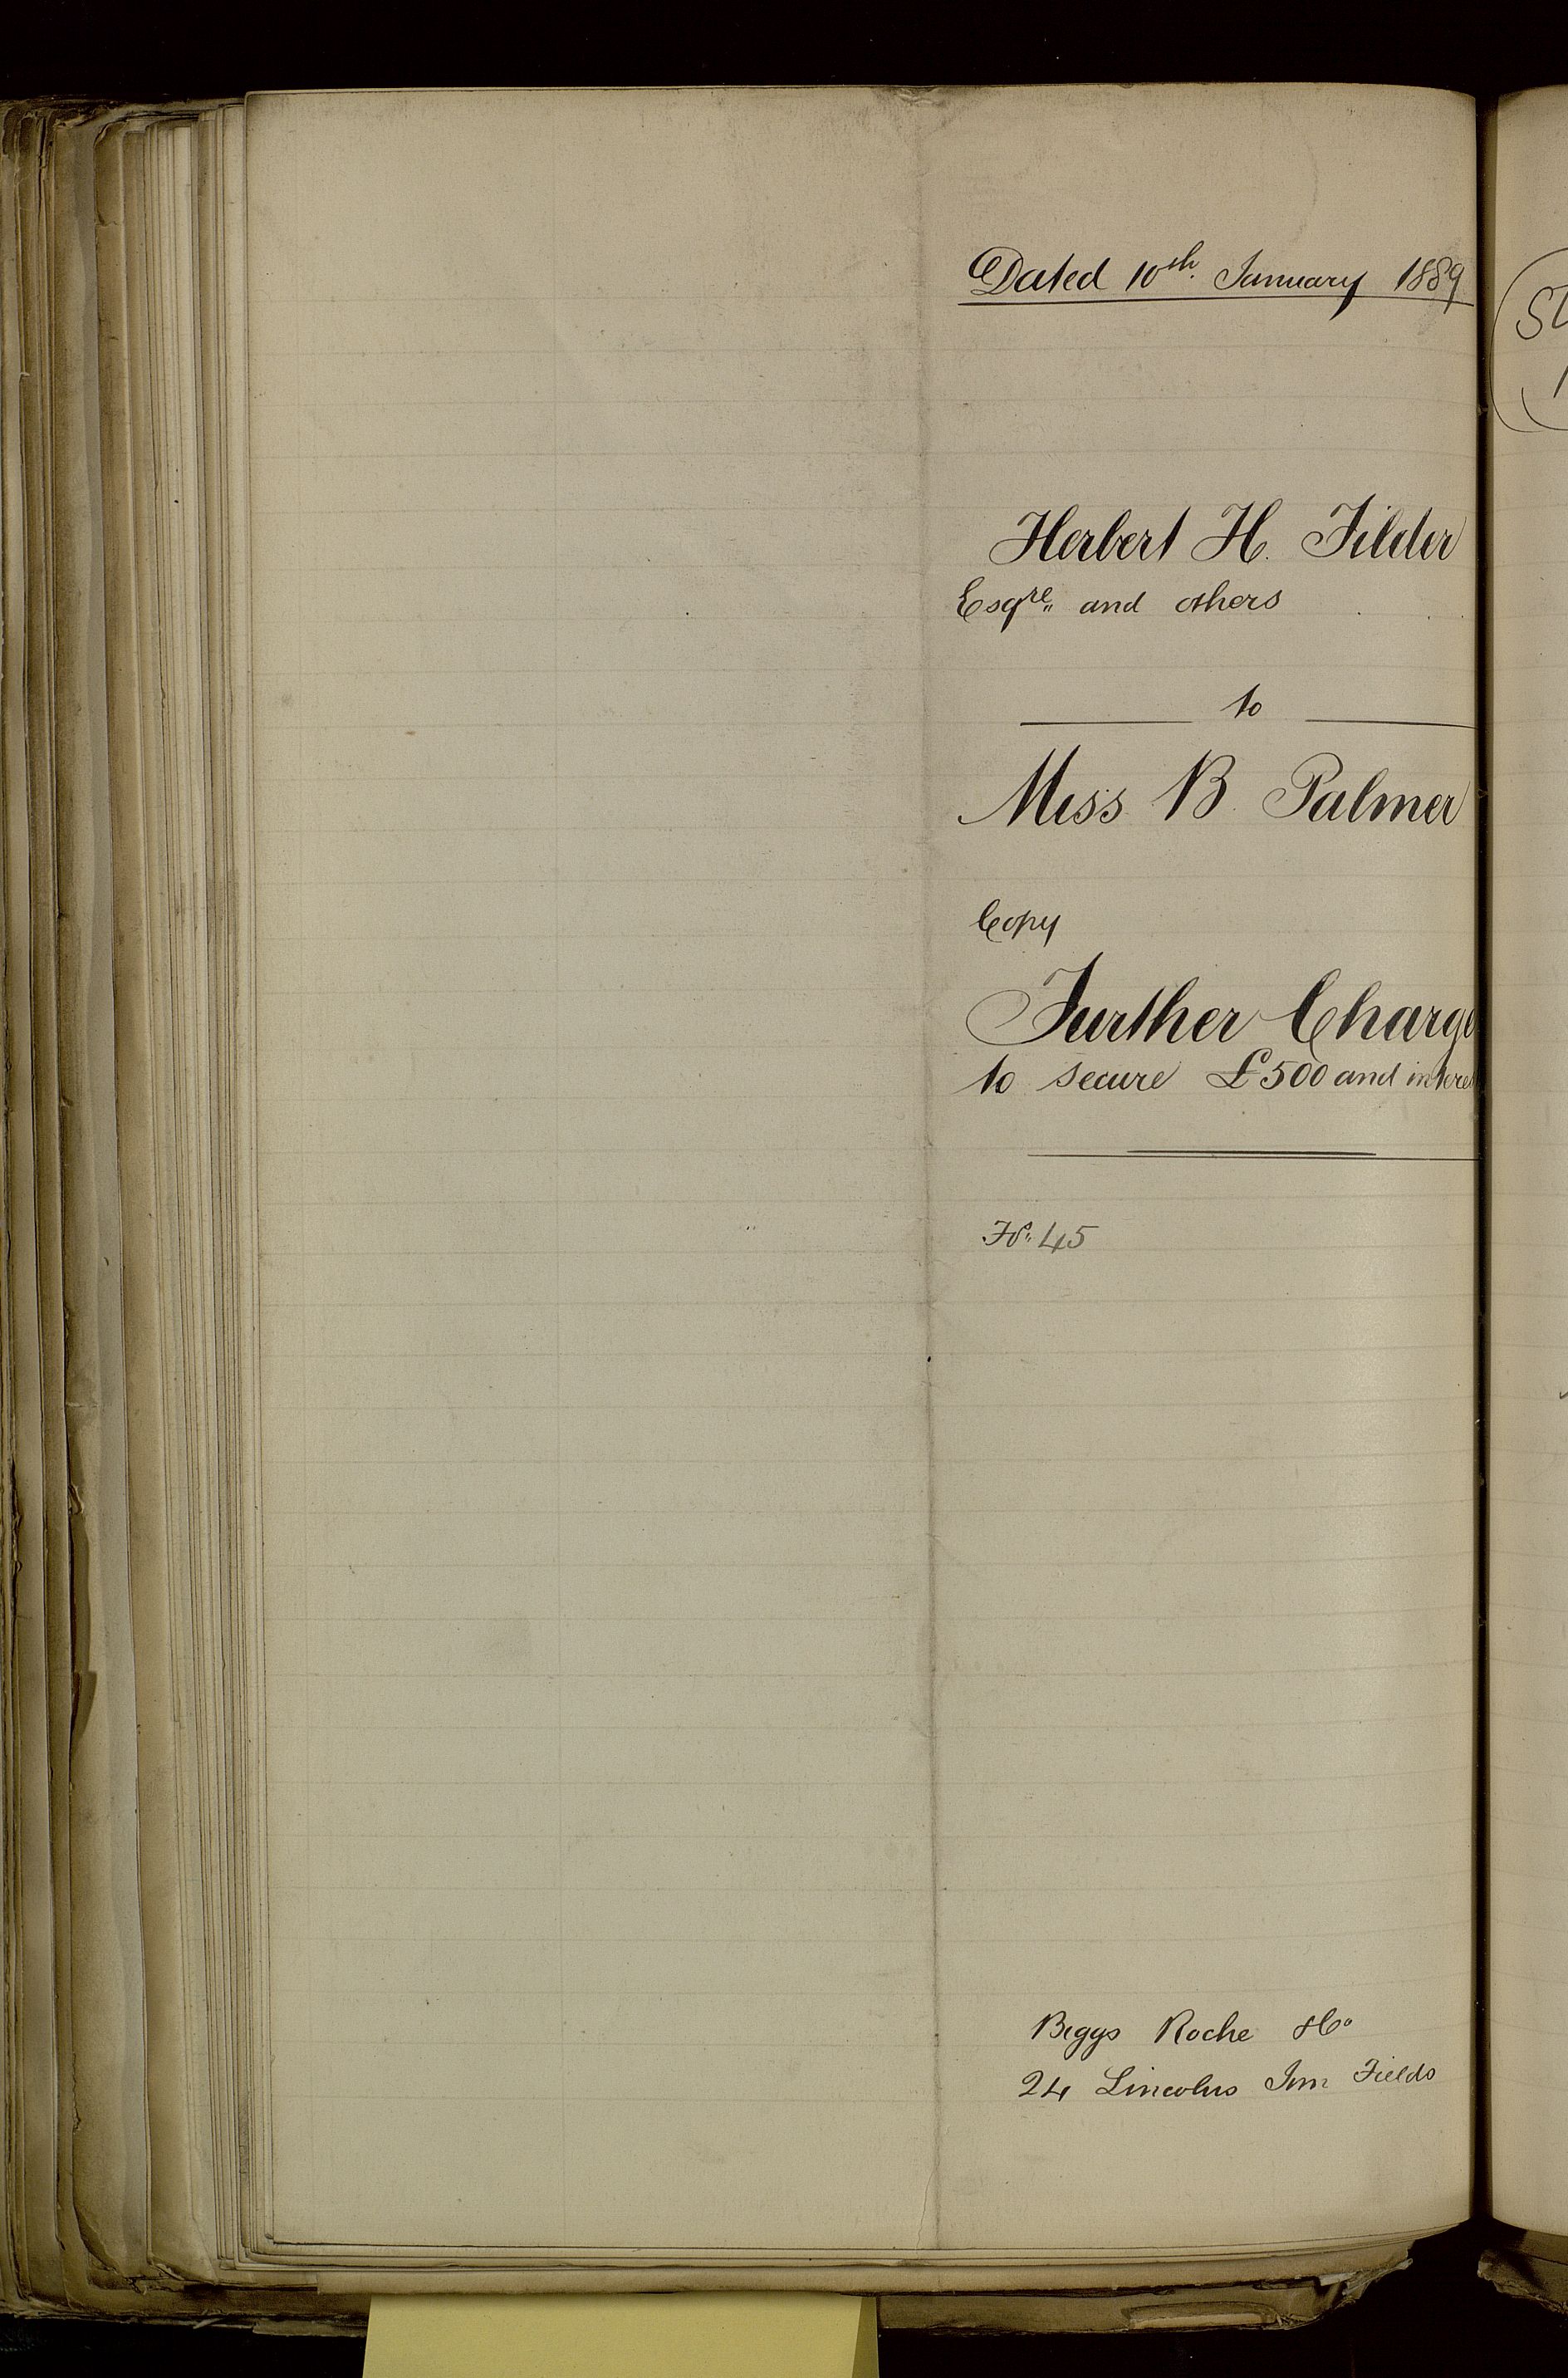 Dated 10th. January 1889
Herbert H. Filder
Esqre and others
to
Miss B Palmer
Copy
Further Charge
to secure £500 and interes
Fo. 45
Biggs Roche & Co
24 Lincolns Inn Fields